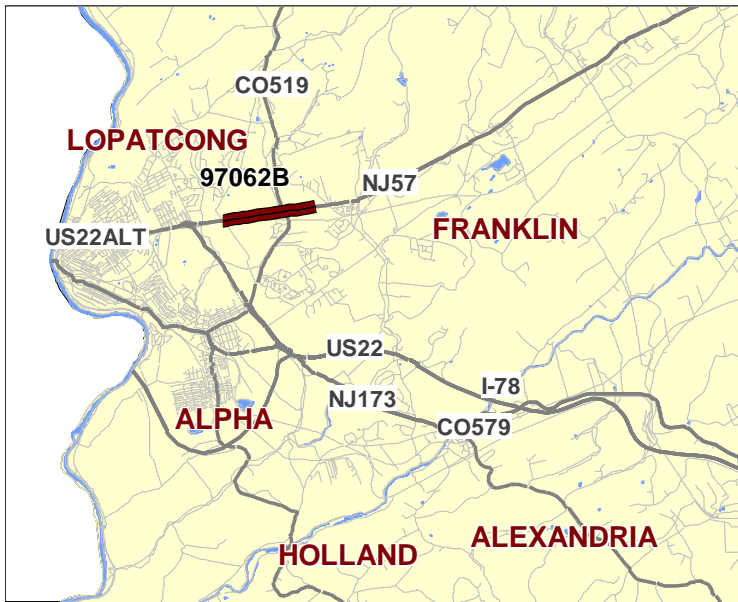 CO519
LOPATCONG
97062B
NJ57
US22ALT
FRANKLIN
US22
I-78
NJ173
ALPHA
CO579
ALEXANDRIA
HOLLAND